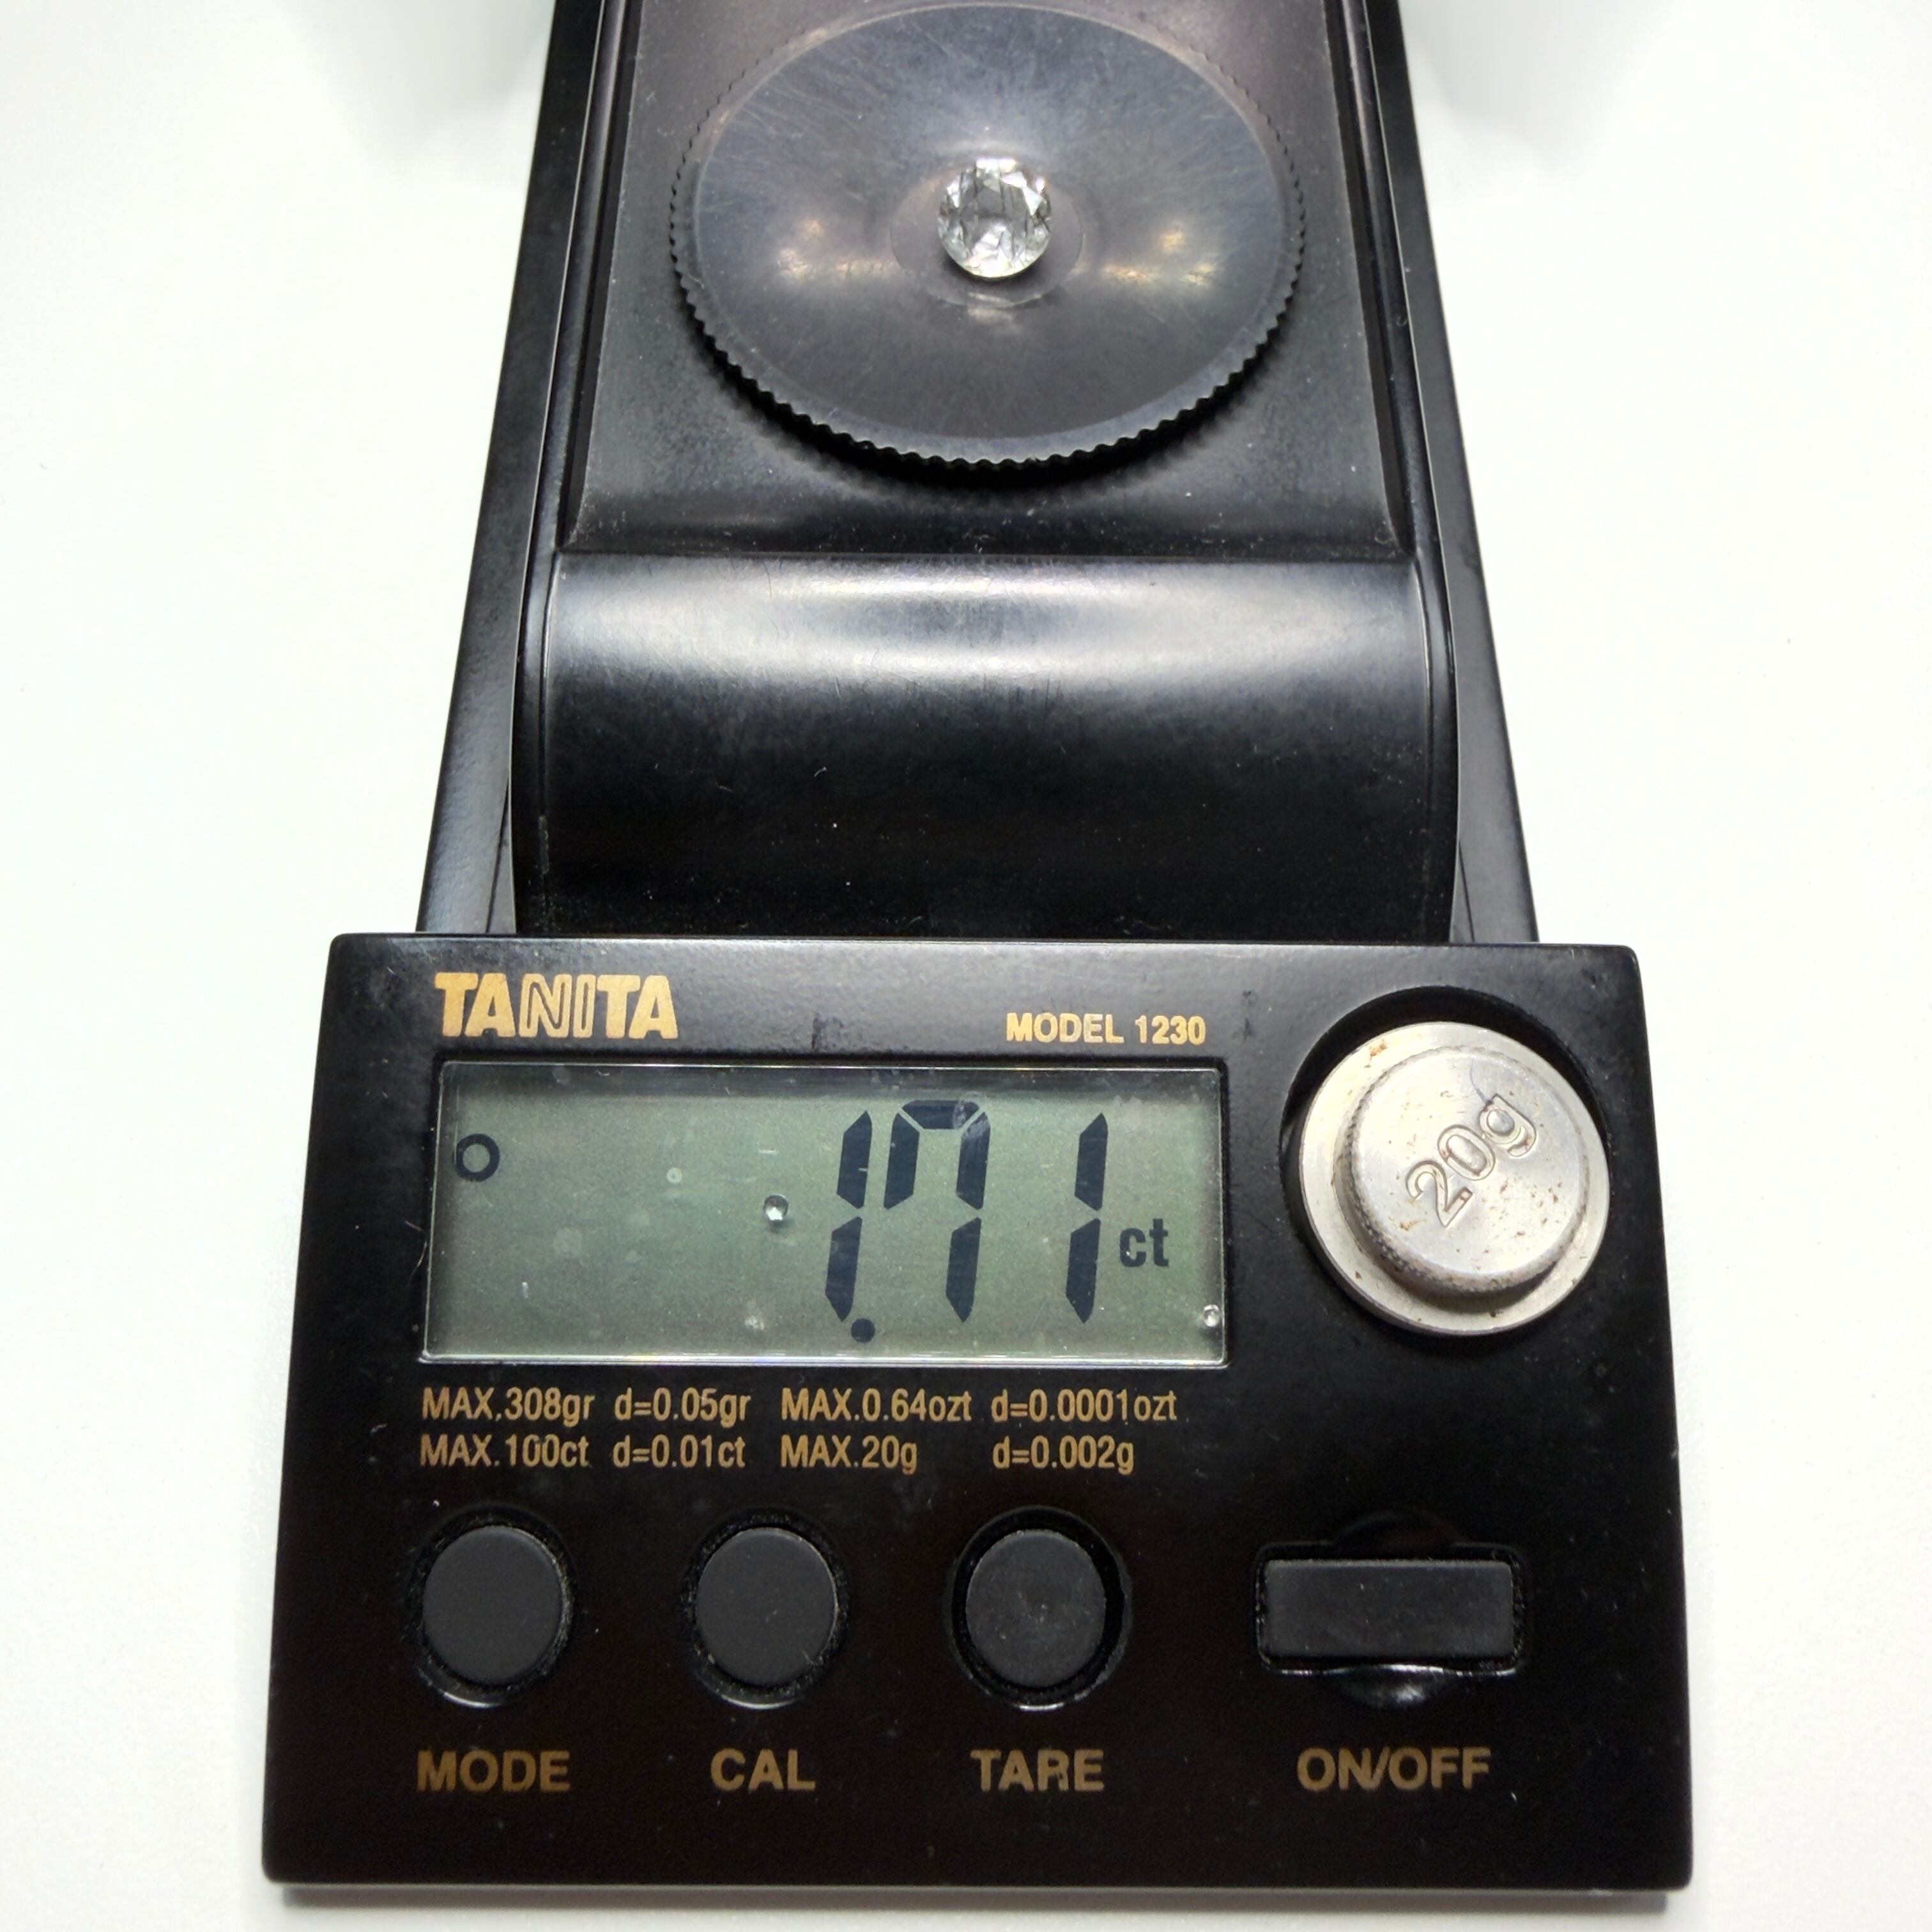 TANITA
MODEL 1230
20g
1.71 ct
MAX.308gr d=0.05gr MAX.0.64ozt d=0.0001ozt
MAX.100ct d=0.01ct MAX.20g d=0.002g
MODE CAL TARE ON/OFF